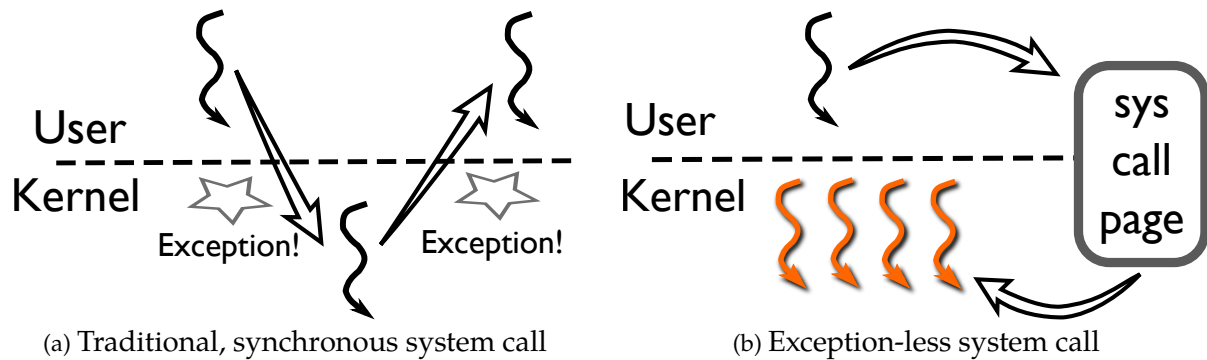 User
Kernel
Exception!
Exception!
(a) Traditional, synchronous system call
User
Kernel
sys
call
page
(b) Exception-less system call